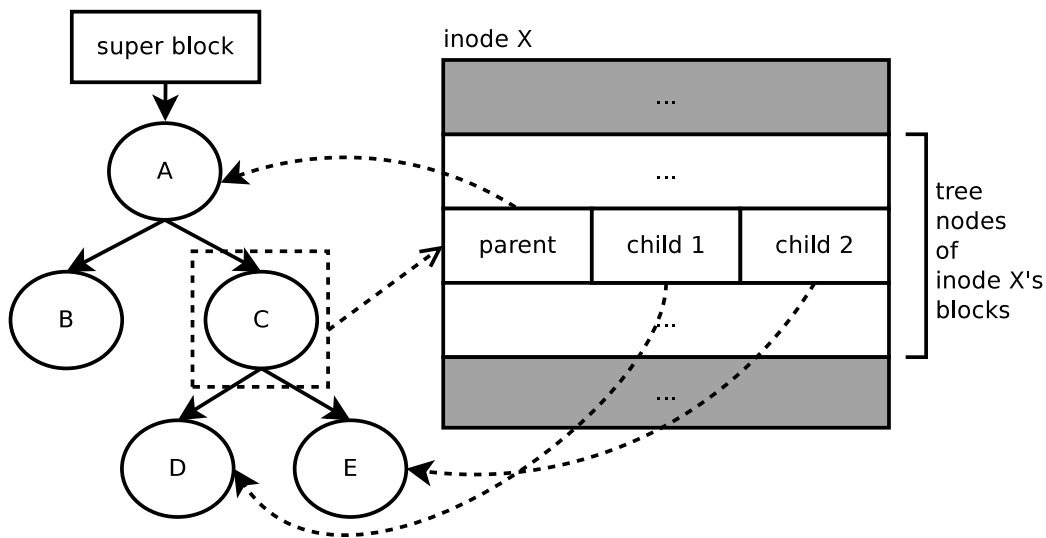 super block
inode X
...
A
...
tree
nodes
of
inode X's
blocks
parent child 1 child 2
B
C
...
...
D
E